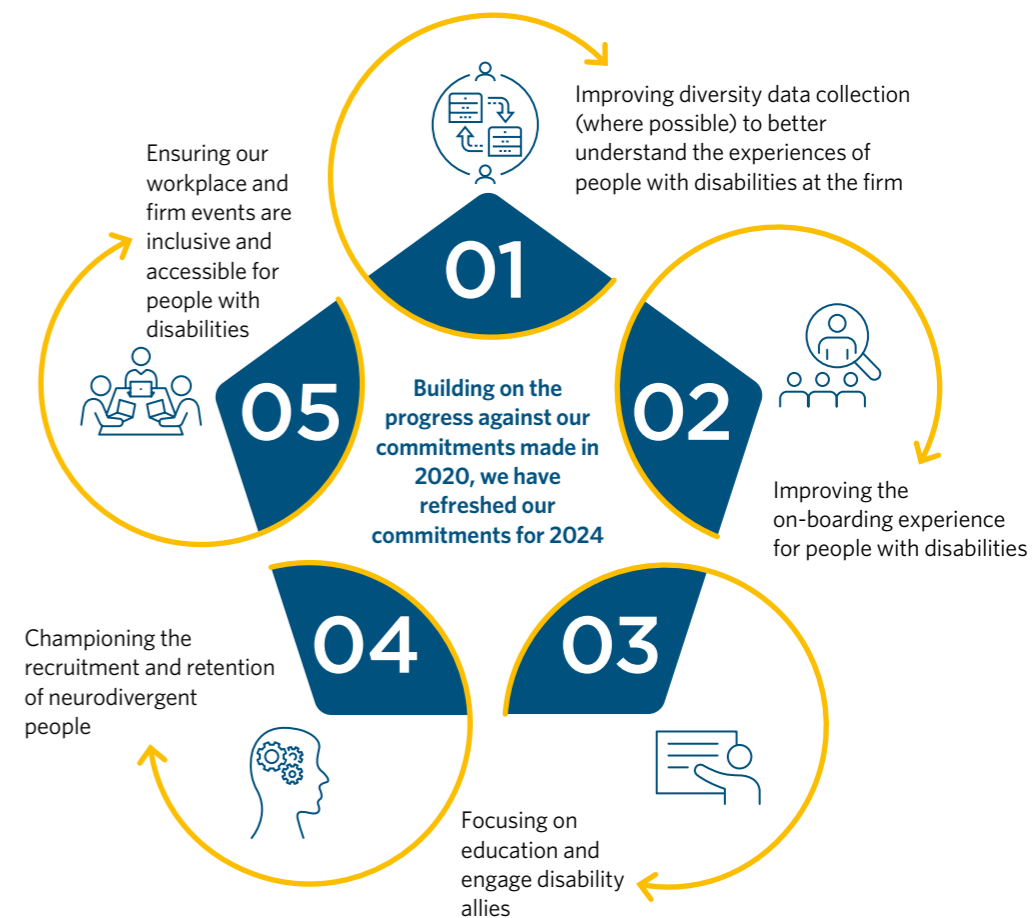 01
Improving diversity data collection
(where possible) to better
understand the experiences of
people with disabilities at the firm
02
Improving the
on-boarding experience
for people with disabilities
03
Focusing on
education and
engage disability
allies
04
Championing the
recruitment and retention
of neurodivergent
people
05
Ensuring our
workplace and
firm events are
inclusive and
accessible for
people with
disabilities
Building on the
progress against our
commitments made in
2020, we have
refreshed our
commitments for 2024